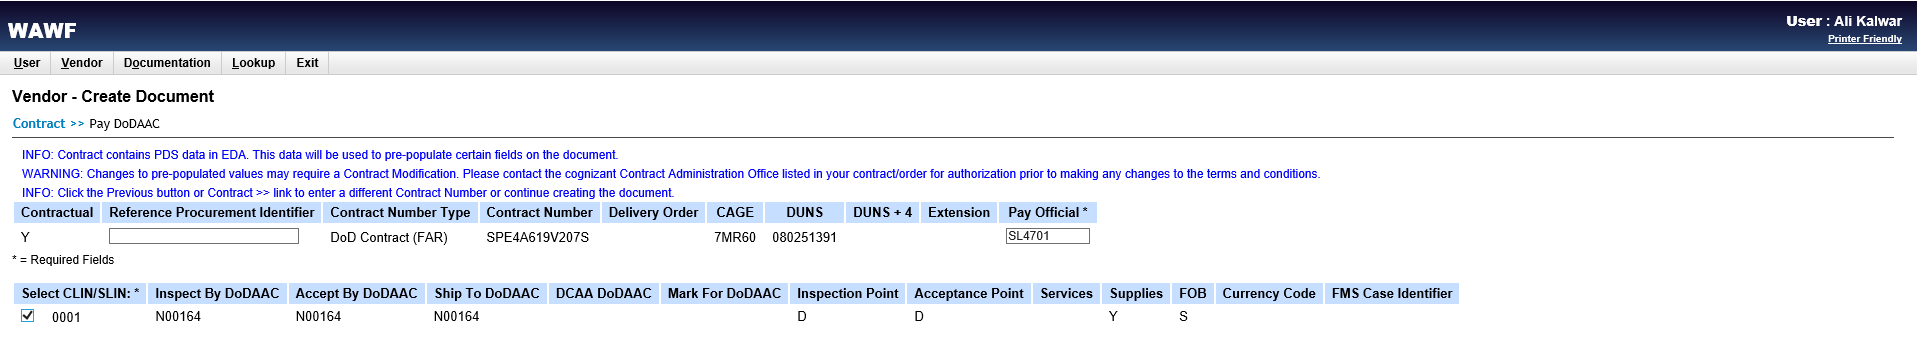 WAWF
User : Ali Kalwar
Printer Friendly
User Vendor Documentation Lookup Exit
Vendor - Create Document
Contract >> Pay DoDAAC
INFO: Contract contains PDS data in EDA. This data will be used to pre-populate certain fields on the document.
WARNING: Changes to pre-populated values may require a Contract Modification. Please contact the cognizant Contract Administration Office listed in your contract/order for authorization prior to making any changes to the terms and conditions.
INFO: Click the Previous button or Contract >> link to enter a different Contract Number or continue creating the document.
Contractual Reference Procurement Identifier Contract Number Type Contract Number Delivery Order CAGE DUNS DUNS + 4 Extension Pay Official *
Y DoD Contract (FAR) SPE4A619V207S 7MR60 080251391 SL4701
* = Required Fields
Select CLIN/SLIN: * Inspect By DoDAAC Accept By DoDAAC Ship To DoDAAC DCAA DoDAAC Mark For DoDAAC Inspection Point Acceptance Point Services Supplies FOB Currency Code FMS Case Identifier
0001 N00164 N00164 N00164 D D Y S